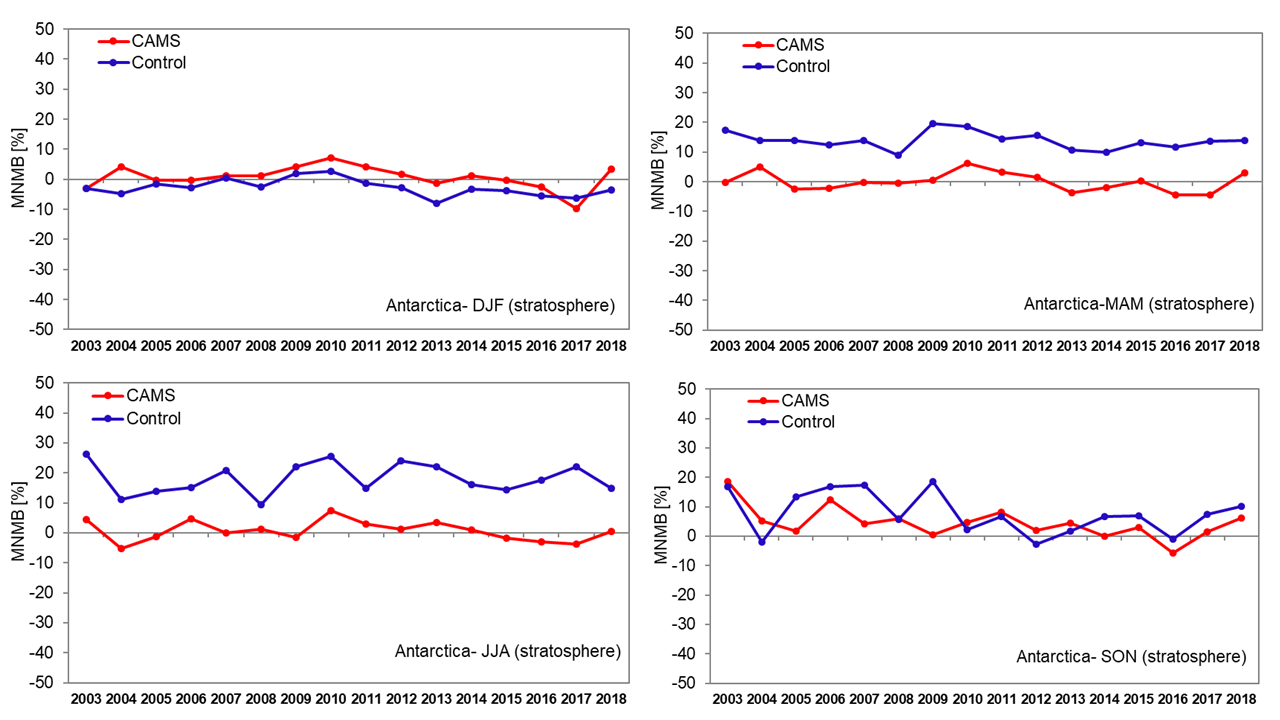 50
40
30
20
10
0
-10
-20
-30
-40
-50
MNMB [%]
CAMS
Control
Antarctica- DJF (stratosphere)
2003 2004 2005 2006 2007 2008 2009 2010 2011 2012 2013 2014 2015 2016 2017 2018
50
40
30
20
10
0
-10
-20
-30
-40
-50
MNMB [%]
CAMS
Control
Antarctica-MAM (stratosphere)
2003 2004 2005 2006 2007 2008 2009 2010 2011 2012 2013 2014 2015 2016 2017 2018
50
40
30
20
10
0
-10
-20
-30
-40
-50
MNMB [%]
CAMS
Control
Antarctica- JJA (stratosphere)
2003 2004 2005 2006 2007 2008 2009 2010 2011 2012 2013 2014 2015 2016 2017 2018
50
40
30
20
10
0
-10
-20
-30
-40
-50
MNMB [%]
CAMS
Control
Antarctica- SON (stratosphere)
2003 2004 2005 2006 2007 2008 2009 2010 2011 2012 2013 2014 2015 2016 2017 2018